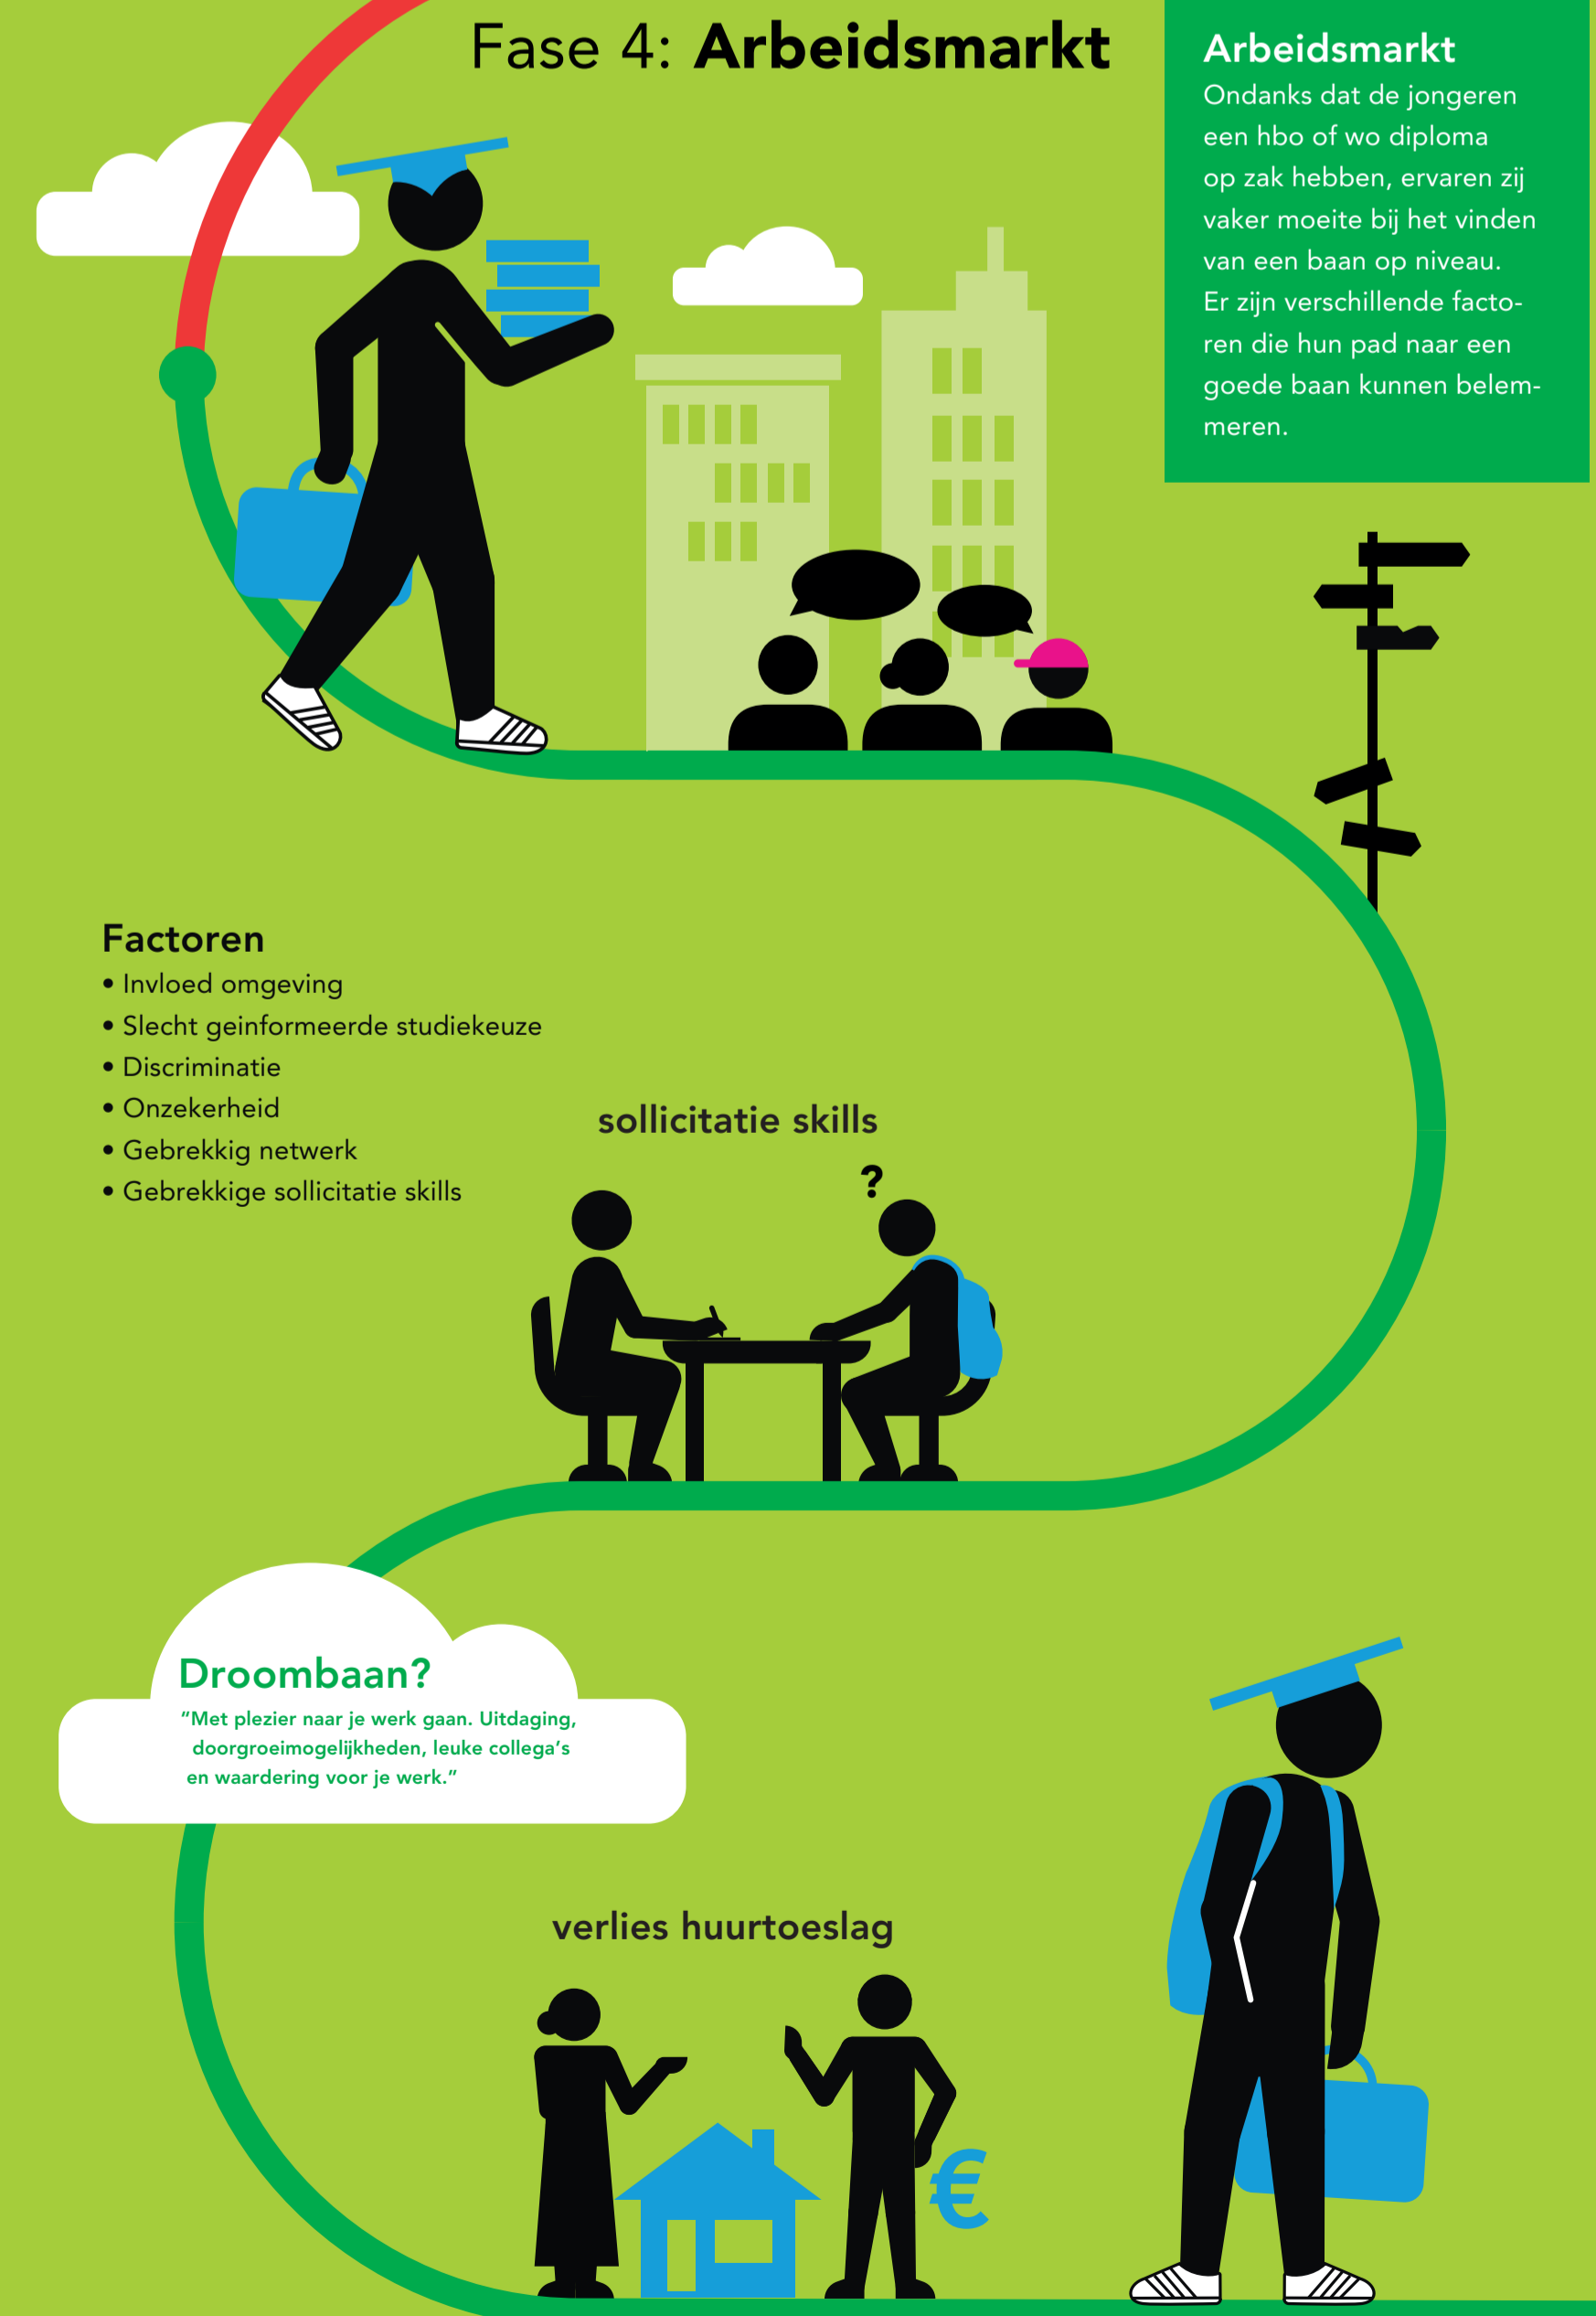 Fase 4: Arbeidsmarkt
Arbeidsmarkt
Ondanks dat de jongeren
een hbo of wo diploma
op zak hebben, ervaren zij
vaker moeite bij het vinden
van een baan op niveau.
Er zijn verschillende facto-
ren die hun pad naar een
goede baan kunnen belem-
meren.
Factoren
• Invloed omgeving
• Slecht geinformeerde studiekeuze
• Discriminatie
• Onzekerheid
• Gebrekkig netwerk
• Gebrekkige sollicitatie skills
sollicitatie skills
?
Droombaan?
"Met plezier naar je werk gaan. Uitdaging,
doorgroeimogelijkheden, leuke collega's
en waardering voor je werk."
verlies huurtoeslag
€